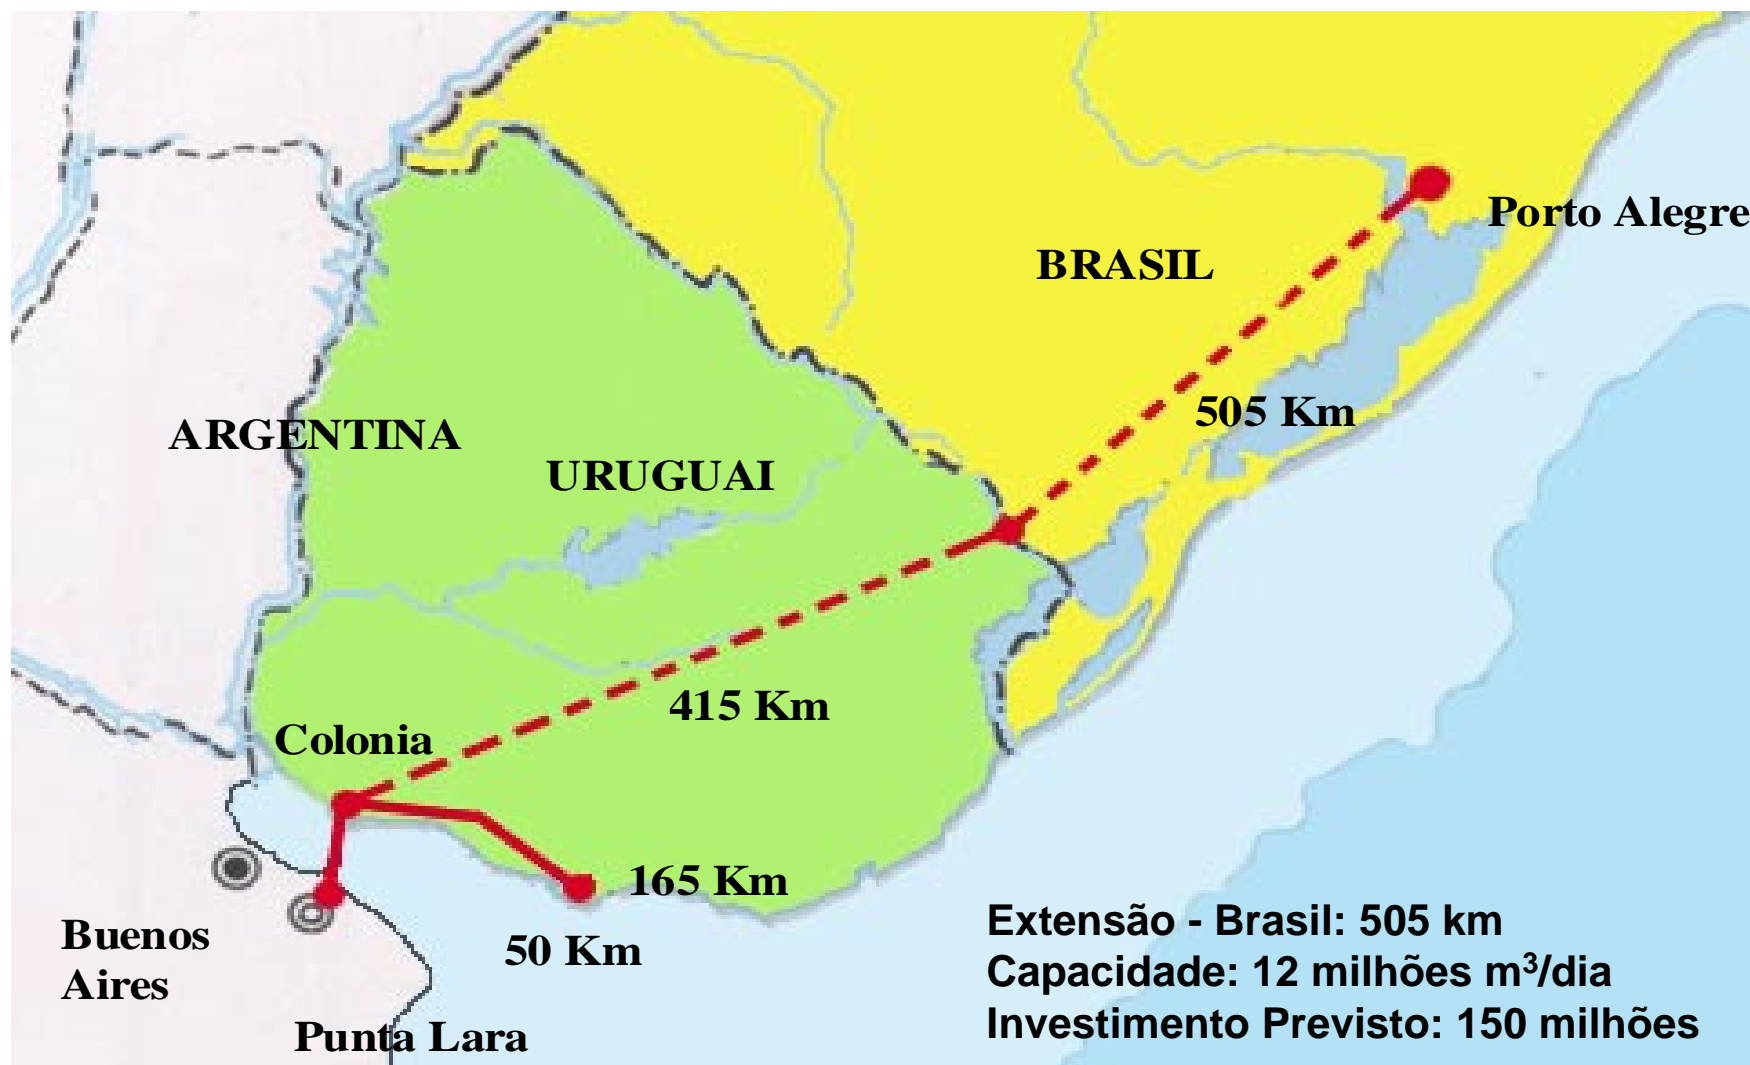 Porto Alegre
BRASIL
505 Km
ARGENTINA
URUGUAI
415 Km
Colonia
165 Km
50 Km
Buenos
Aires
Punta Lara
Extensão - Brasil: 505 km
Capacidade: 12 milhões m³/dia
Investimento Previsto: 150 milhões